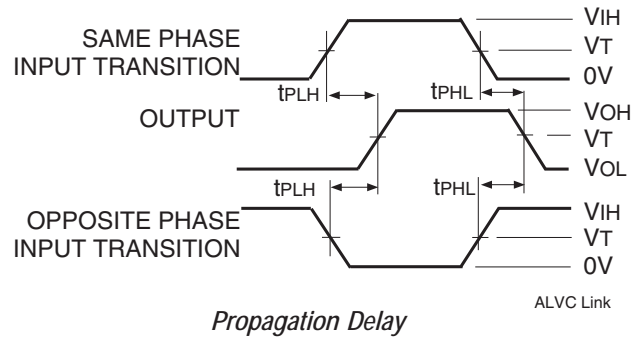 SAME PHASE
INPUT TRANSITION
VIH
VT
0V
tPLH
tPHL
OUTPUT
VOH
VT
VOL
tPLH
tPHL
OPPOSITE PHASE
INPUT TRANSITION
VIH
VT
0V
ALVC Link
Propagation Delay